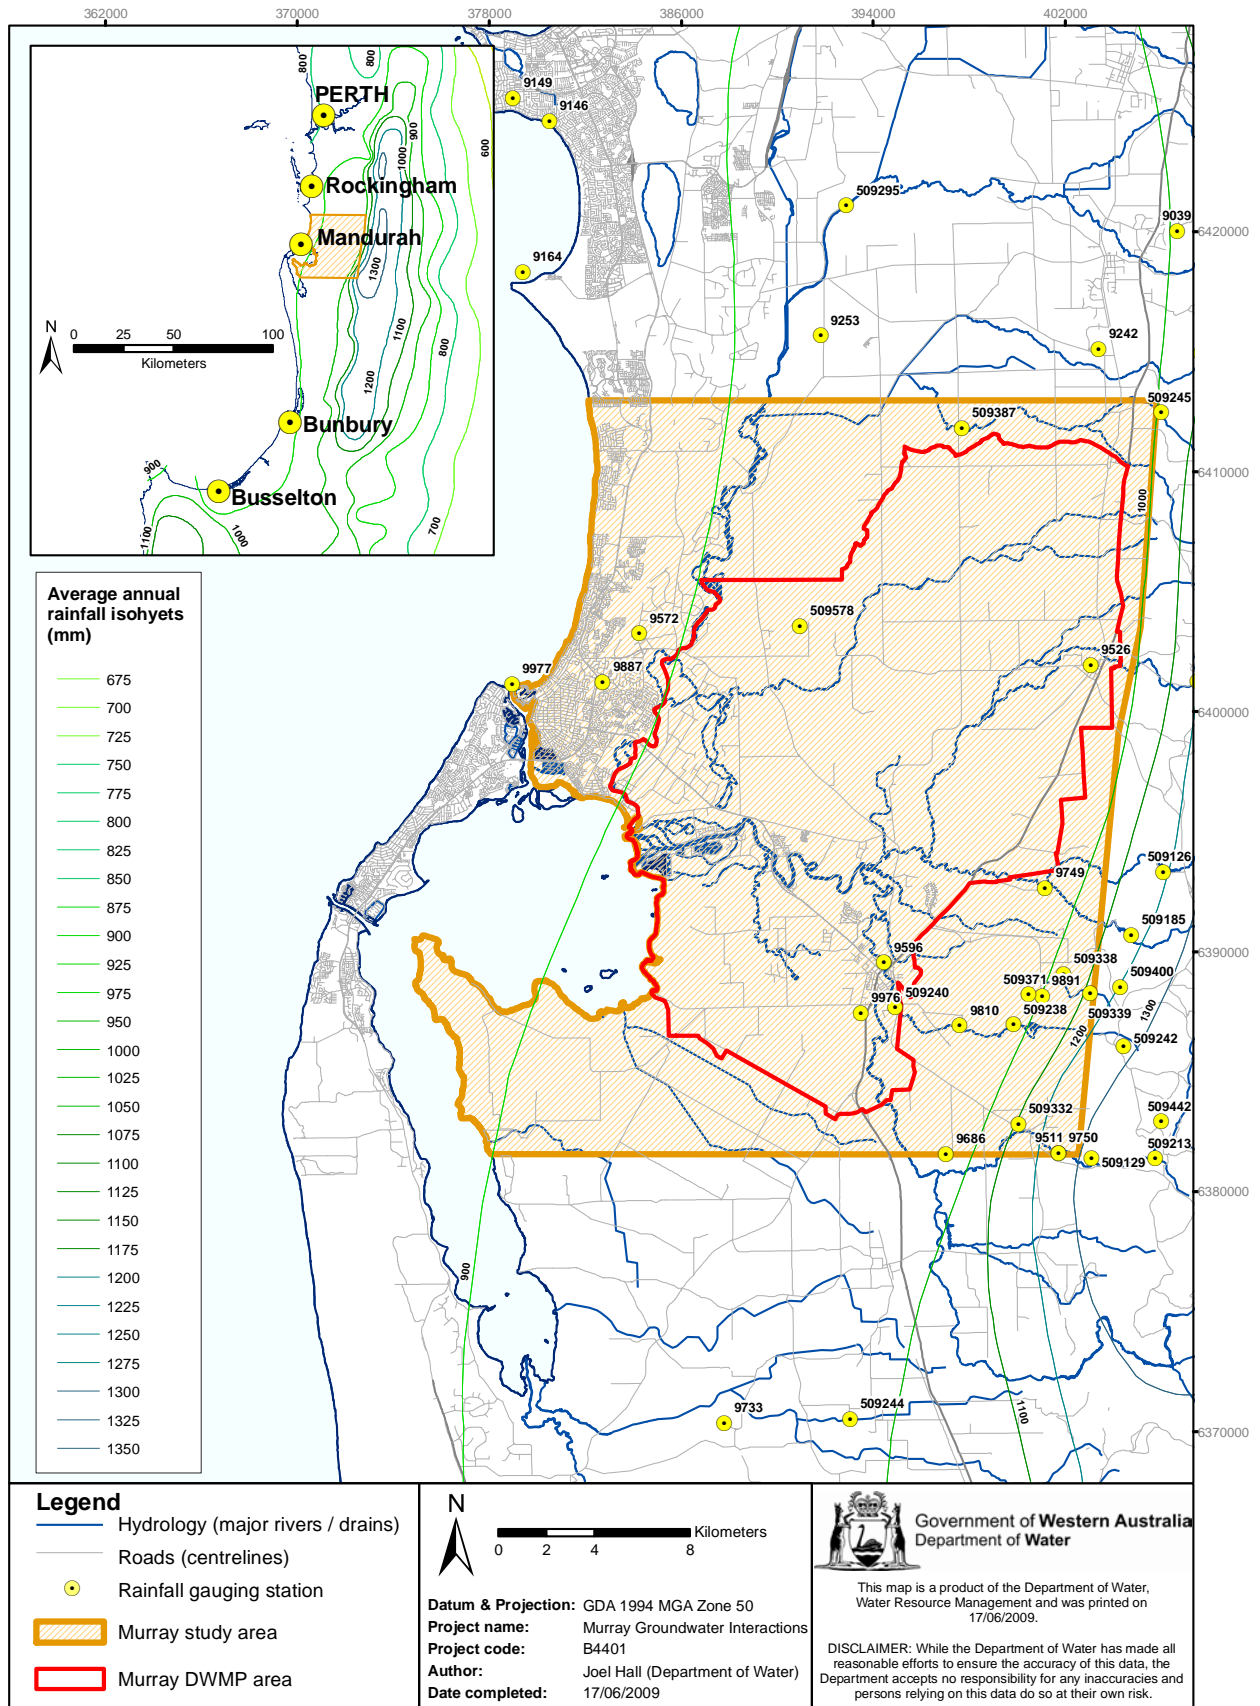 362000
370000
378000
386000
394000
402000
6420000
6410000
6400000
6390000
6380000
6370000
800
800
900
1000
600
PERTH
Rockingham
Mandurah
1300
1100
800
1200
N
0 25 50 100
Kilometers
Bunbury
Busselton
900
1100
1000
700
9149
9146
509295
9039
9164
9253
9242
509245
509387
1000
9572
509578
9526
9977
9887
509126
9749
509185
9596
509338
509400
509371
9891
9976
509240
9810
509238
509339
1300
1200
509242
509332
509442
9686
9511
9750
509129
509213
900
9733
509244
1100
Average annual
rainfall isohyets
(mm)
675
700
725
750
775
800
825
850
875
900
925
975
950
1000
1025
1050
1075
1100
1125
1150
1175
1200
1225
1250
1275
1300
1325
1350
Legend
Hydrology (major rivers / drains)
Roads (centrelines)
Rainfall gauging station
Murray study area
Murray DWMP area
N
Kilometers
0 2 4 8
Datum & Projection: GDA 1994 MGA Zone 50
Project name: Murray Groundwater Interactions
Project code: B4401
Author: Joel Hall (Department of Water)
Date completed: 17/06/2009
Government of Western Australia
Department of Water
This map is a product of the Department of Water,
Water Resource Management and was printed on
17/06/2009.
DISCLAIMER: While the Department of Water has made all
reasonable efforts to ensure the accuracy of this data, the
Department accepts no responsibility for any inaccuracies and
persons relying on this data do so at their own risk.